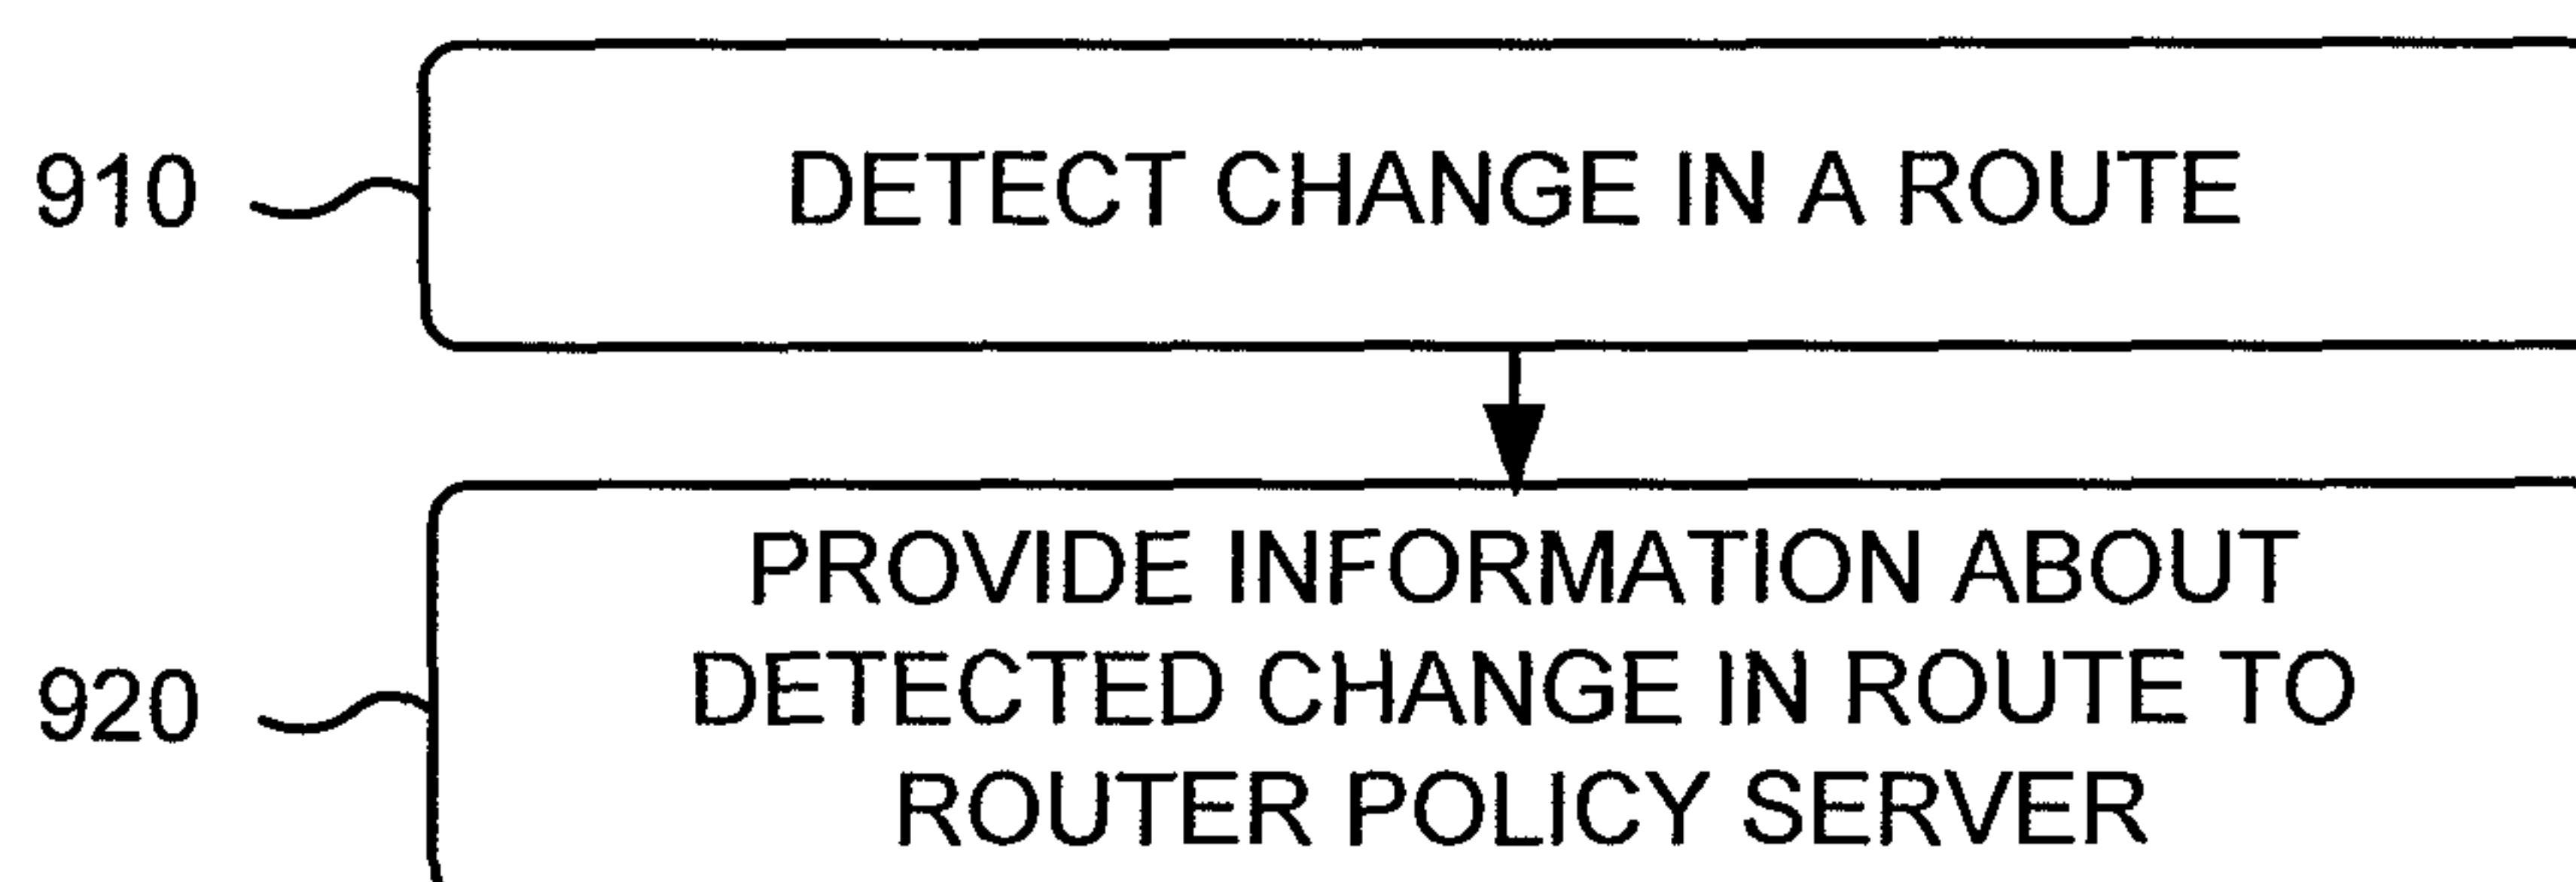 910
DETECT CHANGE IN A ROUTE
920
PROVIDE INFORMATION ABOUT
DETECTED CHANGE IN ROUTE TO
ROUTER POLICY SERVER